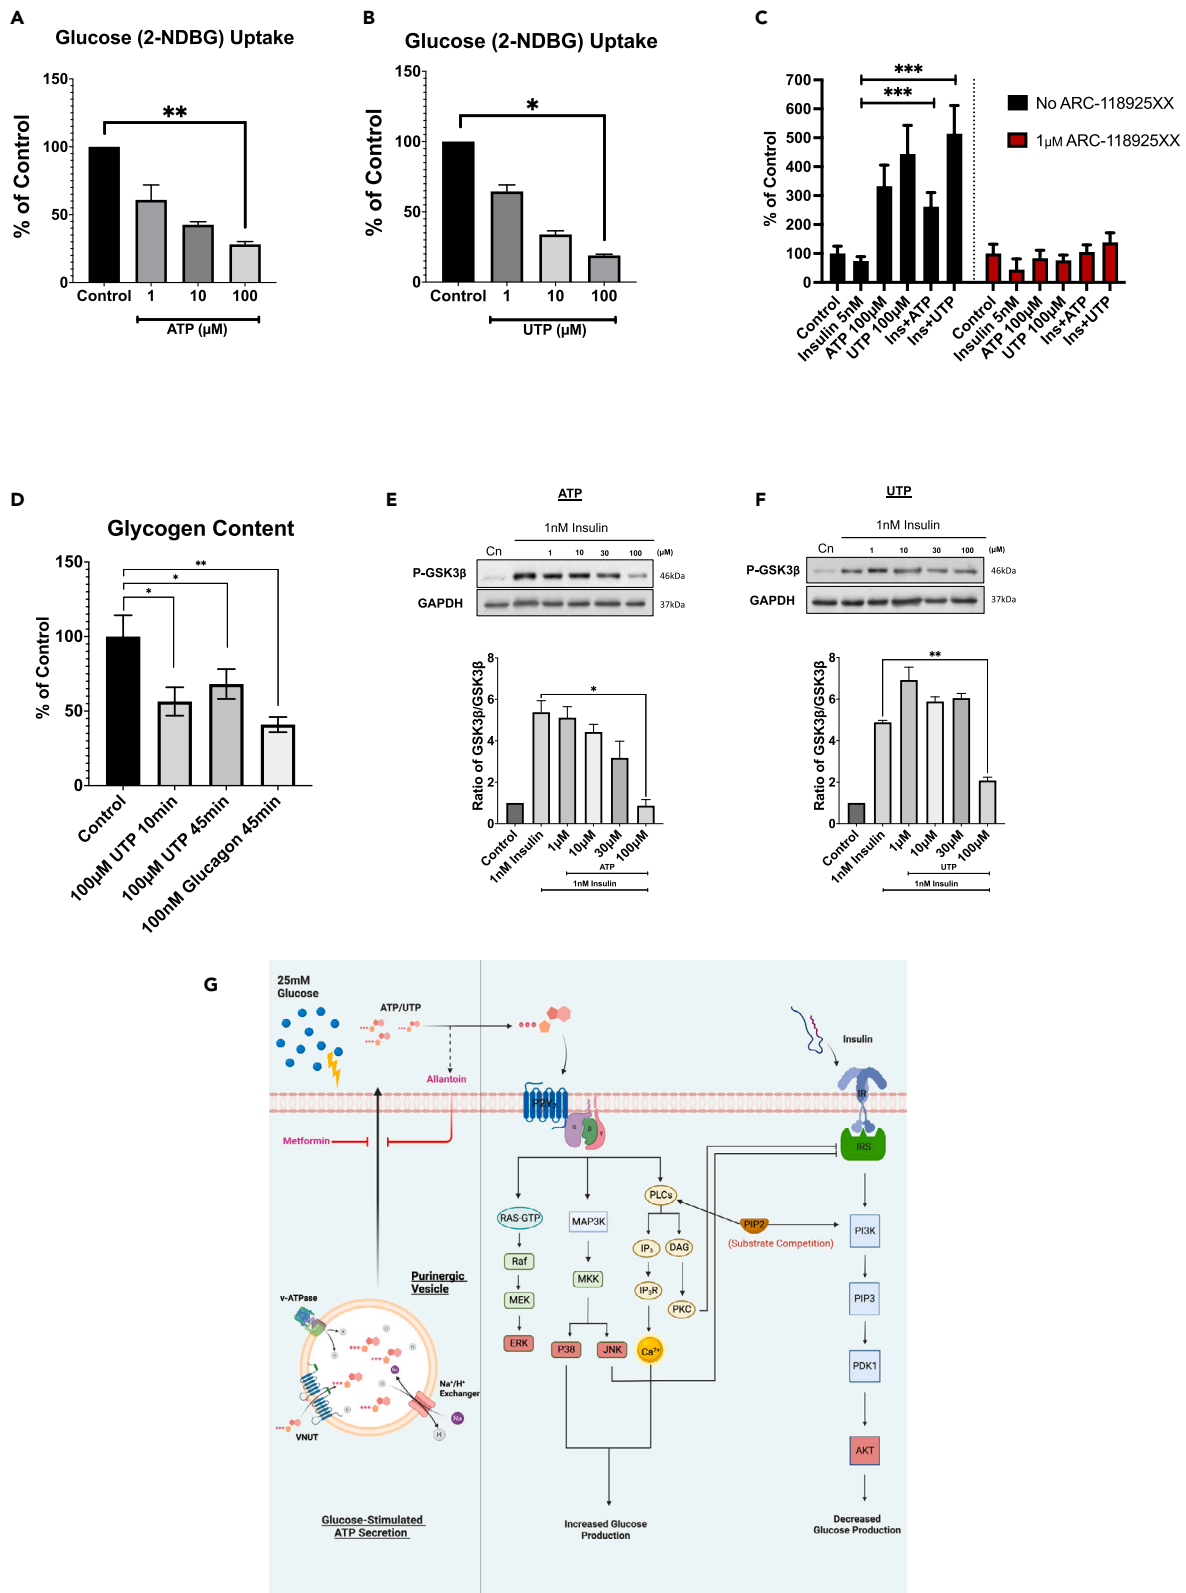 A
Glucose (2-NDBG) Uptake
% of Control
150
100
50
0
**
Control
1
10
100
ATP (µM)
B
Glucose (2-NDBG) Uptake
% of Control
150
100
50
0
*
Control
1
10
100
UTP (µM)
C
% of Control
700
600
500
400
300
200
100
0
***
***
No ARC-118925XX
1µM ARC-118925XX
Control
Insulin 5nM
ATP 100µM
UTP 100µM
Ins+ATP
Ins+UTP
Control
Insulin 5nM
ATP 100µM
UTP 100µM
Ins+ATP
Ins+UTP
D
Glycogen Content
% of Control
150
100
50
0
**
*
*
Control
100µM UTP 10min
100µM UTP 45min
100nM Glucagon 45min
E
ATP
1nM Insulin
Cn
1
10
30
100
(µM)
P-GSK3β
46kDa
GAPDH
37kDa
Ratio of GSK3β/GSK3β
8
6
4
2
0
*
Control
1nM Insulin
1µM
10µM
30µM
100µM
ATP
1nM Insulin
F
UTP
1nM Insulin
Cn
1
10
30
100
(µM)
P-GSK3β
46kDa
GAPDH
37kDa
Ratio of GSK3β/GSK3β
8
6
4
2
0
**
Control
1nM Insulin
1µM
10µM
30µM
100µM
UTP
1nM Insulin
G
25mM
Glucose
ATP/UTP
Allantoin
Metformin
Purinergic
Vesicle
v-ATPase
H
H
H
H
H
Na
Na⁺/H⁺
Exchanger
Na
H
VNUT
Glucose-Stimulated
ATP Secretion
P2Y₂
α
β
γ
RAS-GTP
Raf
MEK
ERK
MAP3K
MKK
P38
JNK
PLCs
IP₃
DAG
IP₃R
PKC
Ca²⁺
PIP2
(Substrate Competition)
Increased Glucose
Production
Insulin
IR
IRS
PI3K
PIP3
PDK1
AKT
Decreased
Glucose Production